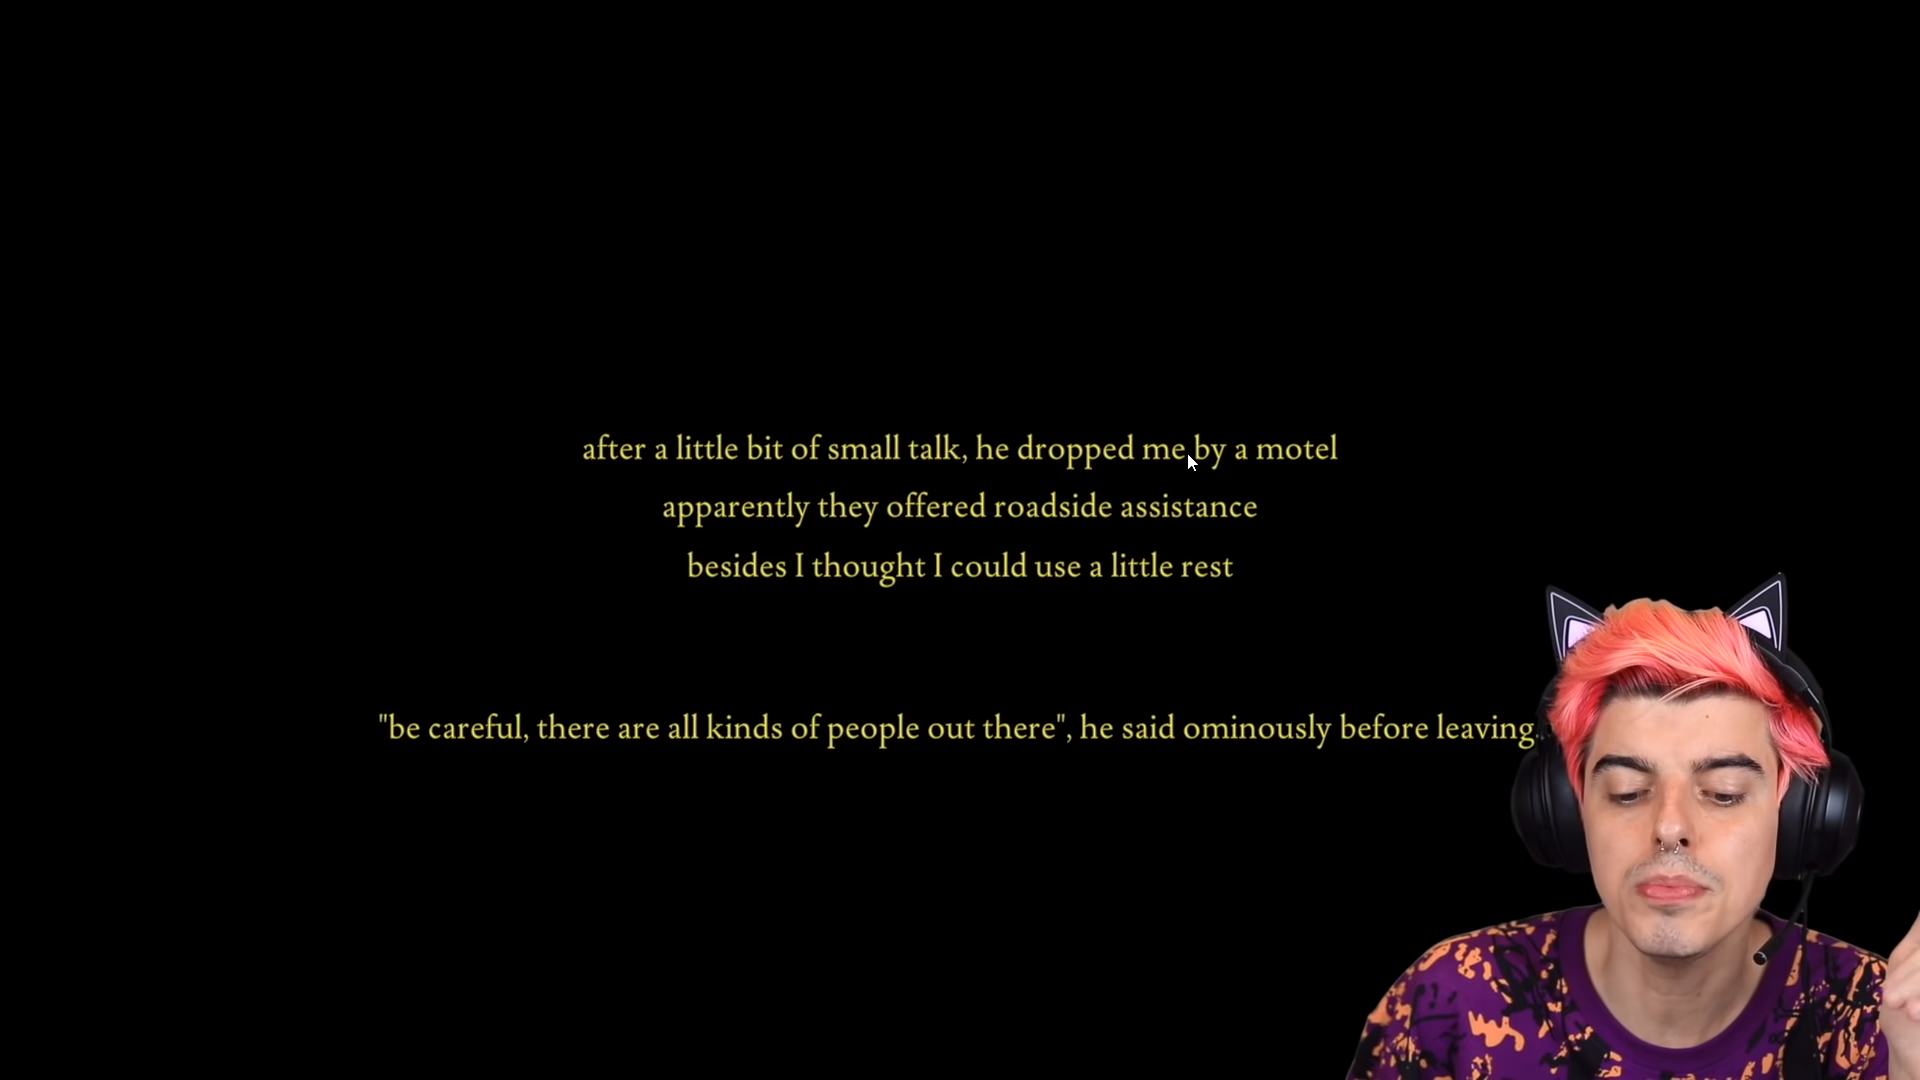 after a little bit of small talk, he dropped me by a motel
apparently they offered roadside assistance
besides I thought I could use a little rest
"be careful, there are all kinds of people out there", he said ominously before leaving.